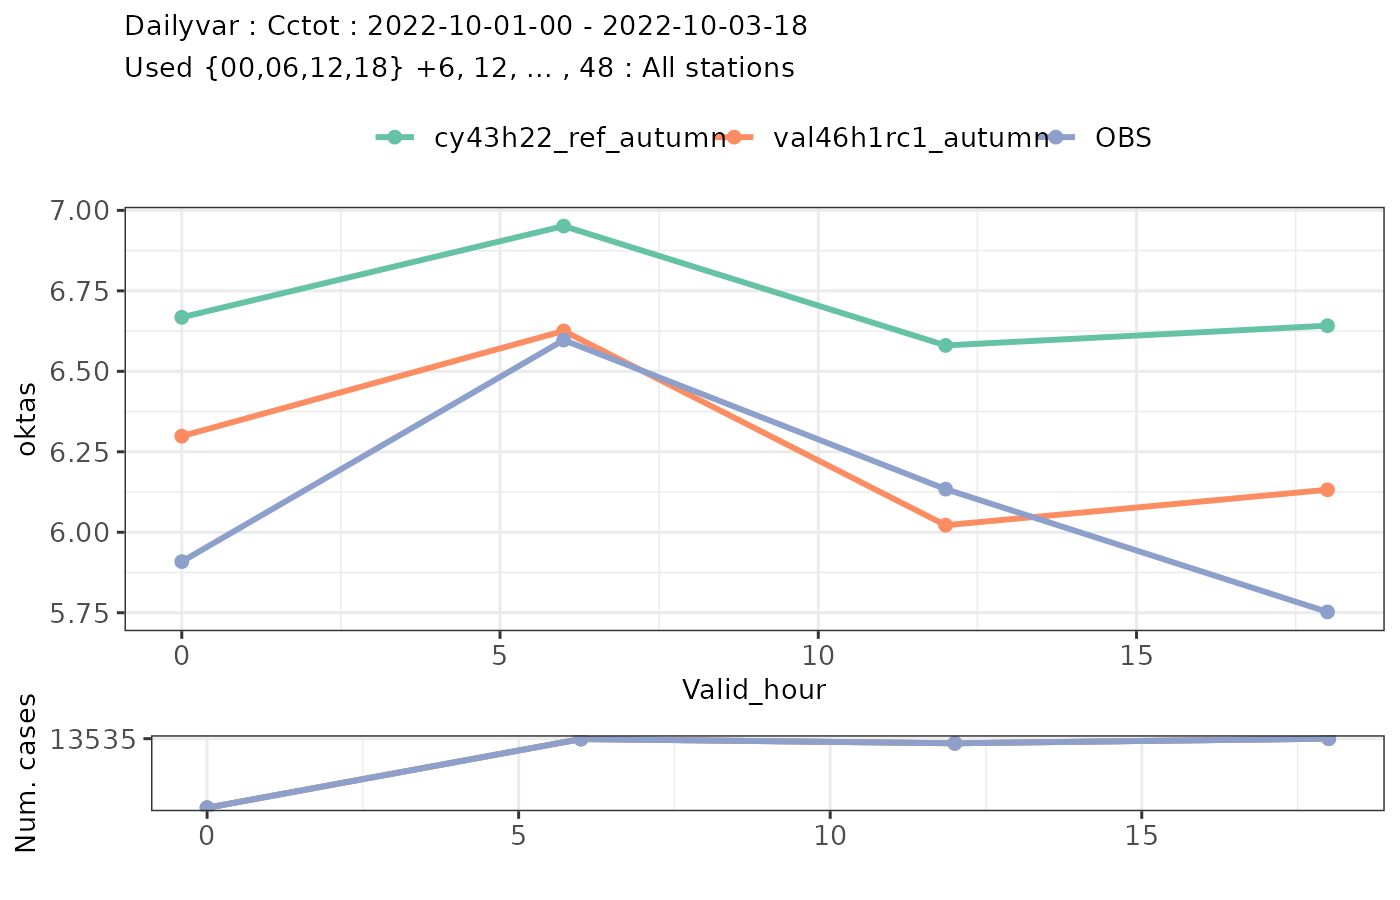 Dailyvar : Cctot : 2022-10-01-00 - 2022-10-03-18
Used {00,06,12,18} +6, 12, ... , 48 : All stations
cy43h22_ref_autumn val46h1rc1_autumn OBS
7.00
6.75
6.50
6.25
6.00
5.75
oktas
0 5 10 15
Valid_hour
13535
Num. cases
0 5 10 15